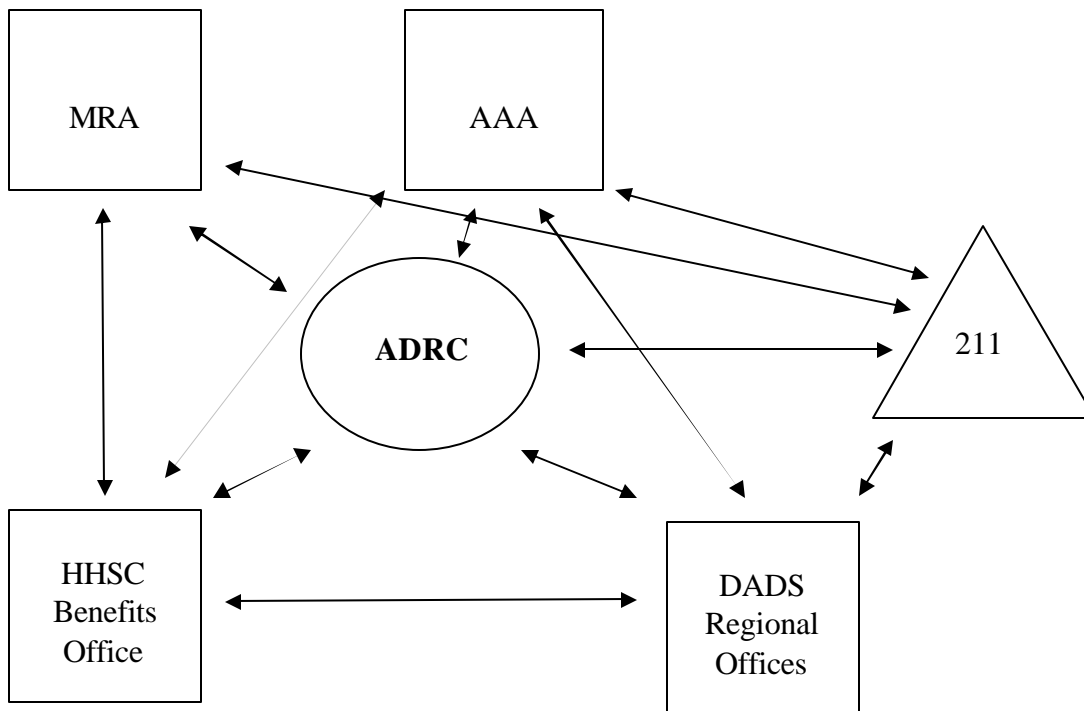 MRA
AAA
ADRC
211
HHSC
Benefits
Office
DADS
Regional
Offices